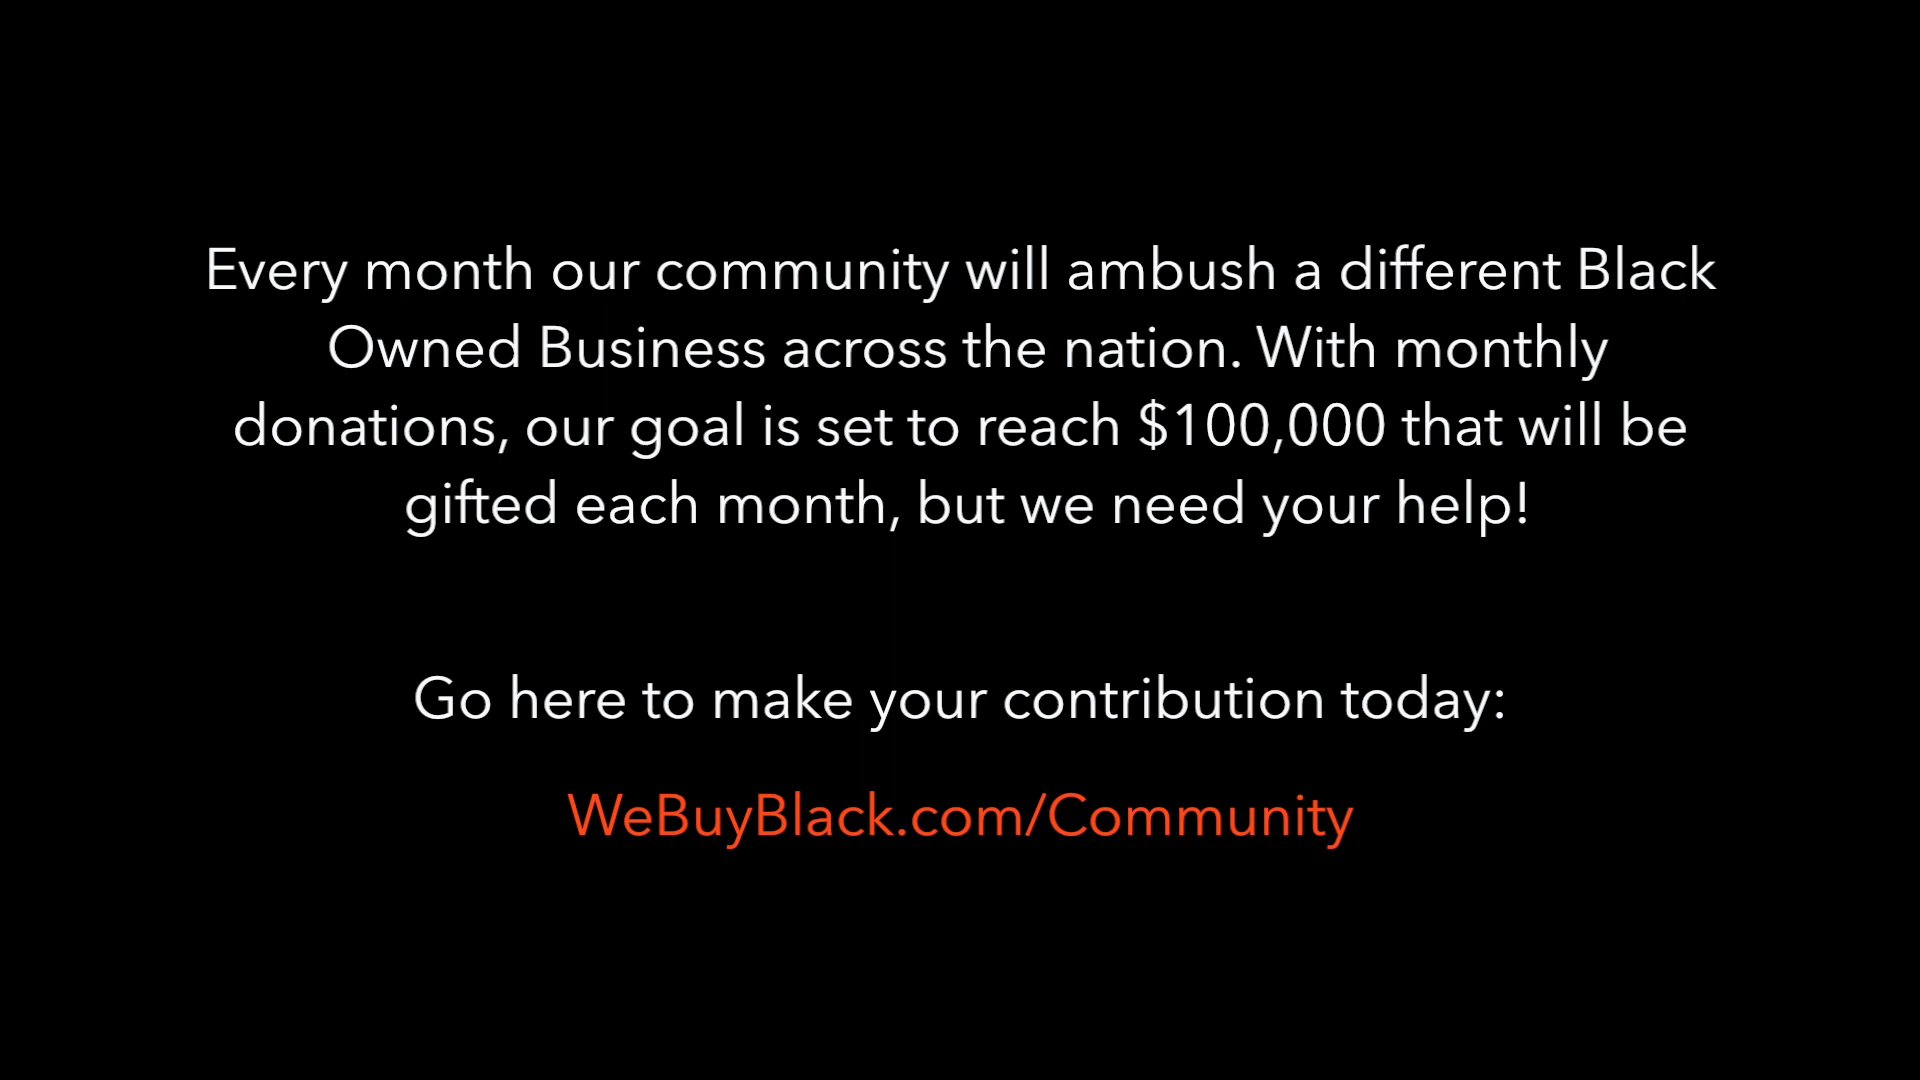 Every month our community will ambush a different Black
Owned Business across the nation. With monthly
donations, our goal is set to reach $100,000 that will be
gifted each month, but we need your help!
Go here to make your contribution today:
WeBuyBlack.com/Community